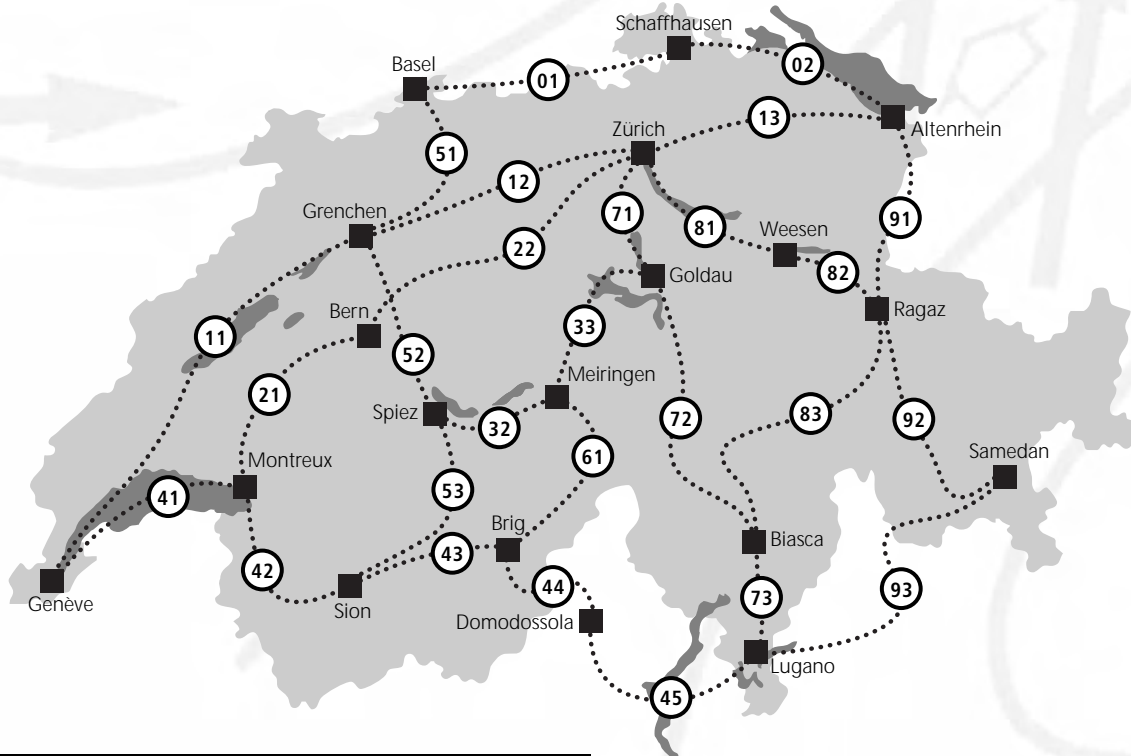 Schaffhausen
Basel
01
02
Altenrhein
13
Zürich
51
12
Grenchen
71
81
91
22
Weesen
82
Goldau
Ragaz
Bern
11
33
52
21
Meiringen
Spiez
32
72
83
92
61
Montreux
Samedan
41
53
Brig
43
Biasca
42
44
Genève
Sion
Domodossola
73
93
Lugano
45